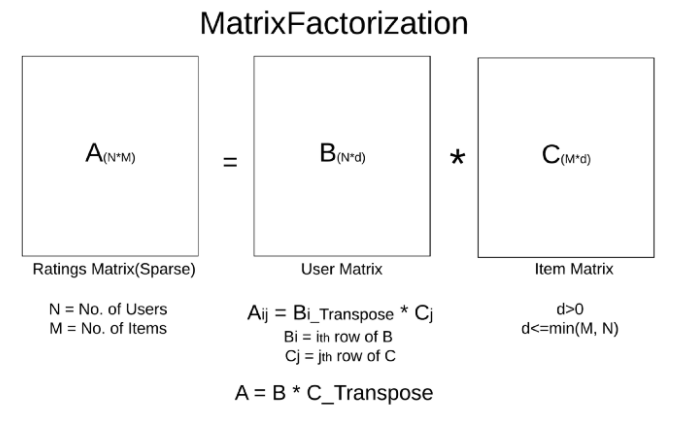 MatrixFactorization
A(N*M)
=
B(N*d)
*
C(M*d)
Ratings Matrix(Sparse)
User Matrix
Item Matrix
N = No. of Users
M = No. of Items
Aij = Bi_Transpose * Cj
Bi = ith row of B
Cj = jth row of C
d>0
d<=min(M, N)
A = B * C_Transpose